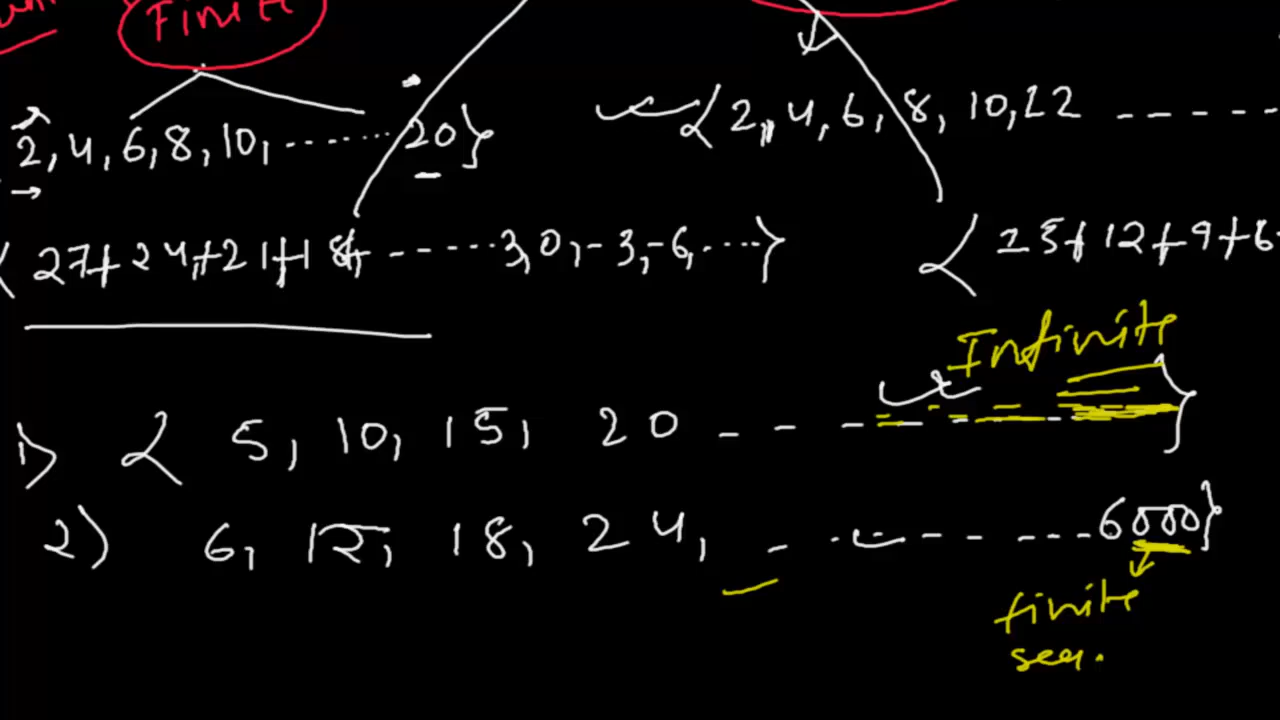 Finite
2, 4, 6, 8, 10, ....... 20}
{2, 4, 6, 8, 10, 12 ------
{27+24,+21+18+, ------3, 0, -3, -6, ....}
{15+12+9+6-
Infinite
1) {5, 10, 15, 20 ---------}
2) 6, 12, 18, 24, - ..------6000}
finite
seq.